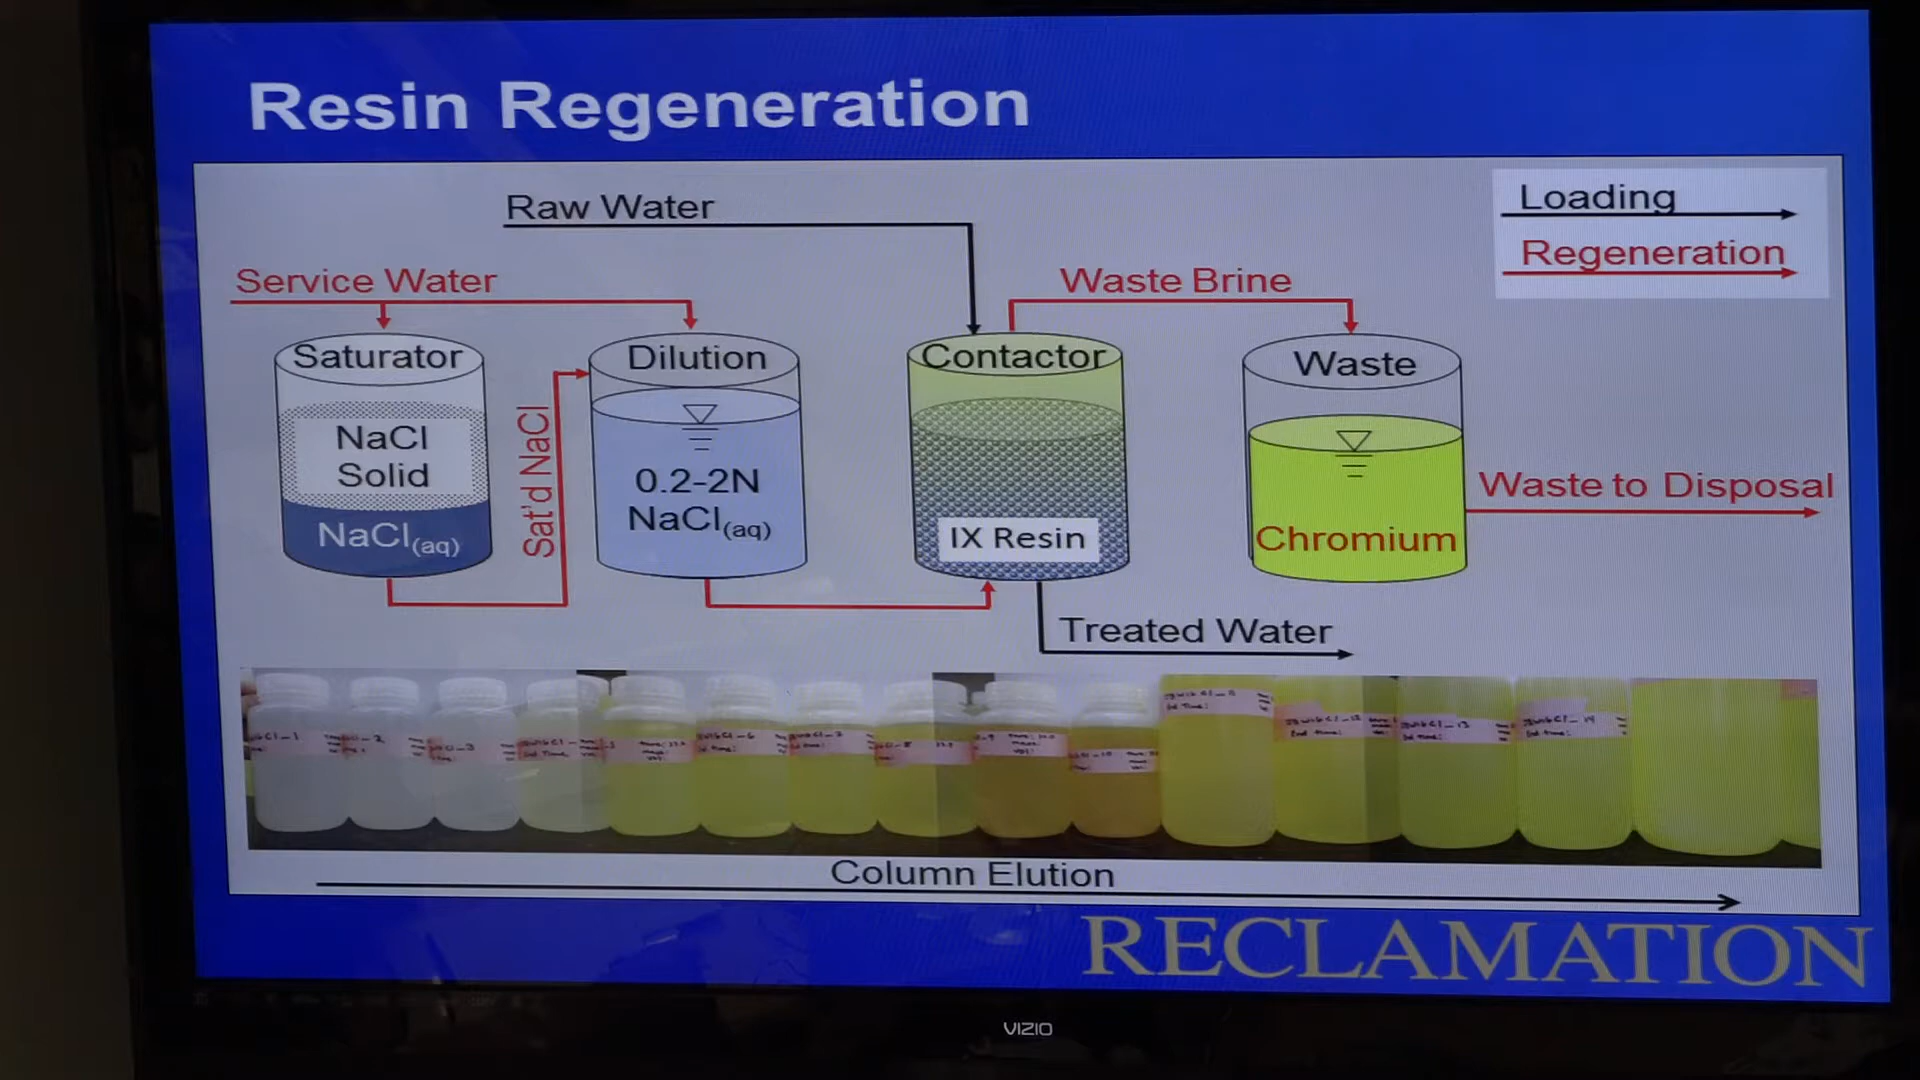 Resin Regeneration
Raw Water
Loading
Regeneration
Service Water
Waste Brine
Saturator
Dilution
Contactor
Waste
NaCl
Solid
NaCl(aq)
Sat'd NaCl
0.2-2N
NaCl(aq)
IX Resin
Chromium
Waste to Disposal
Treated Water
Column Elution
RECLAMATION
VIZIO